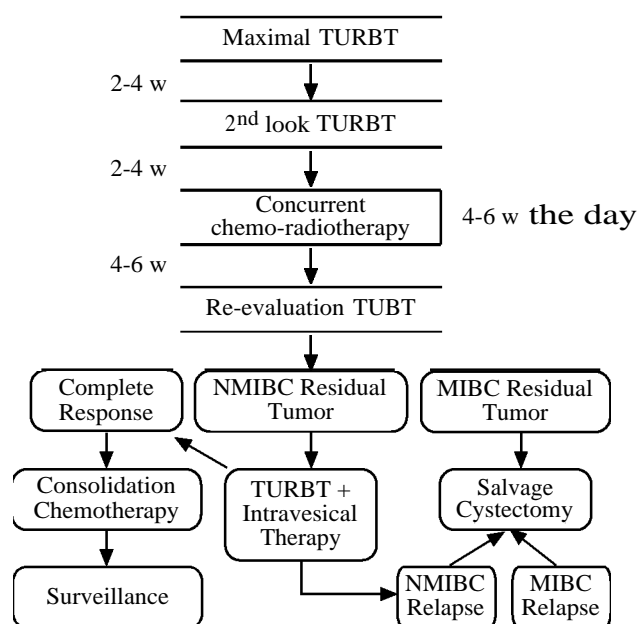 Maximal TURBT
2-4 w
2nd look TURBT
2-4 w
Concurrent
chemo-radiotherapy
4-6 w the day
4-6 w
Re-evaluation TUBT
Complete
Response
NMIBC Residual
Tumor
MIBC Residual
Tumor
Consolidation
Chemotherapy
TURBT +
Intravesical
Therapy
Salvage
Cystectomy
Surveillance
NMIBC
Relapse
MIBC
Relapse